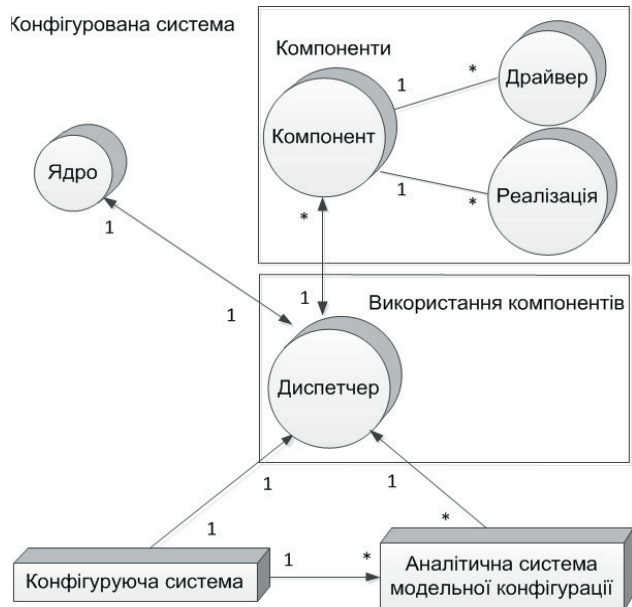 Конфігурована система
Компоненти
Драйвер
1
*
Компонент
Ядро
1
*
Реалізація
1
*
1
1
Використання компонентів
Диспетчер
1
1
1
*
Конфігуруюча система
1
*
Аналітична система
модельної конфігурації